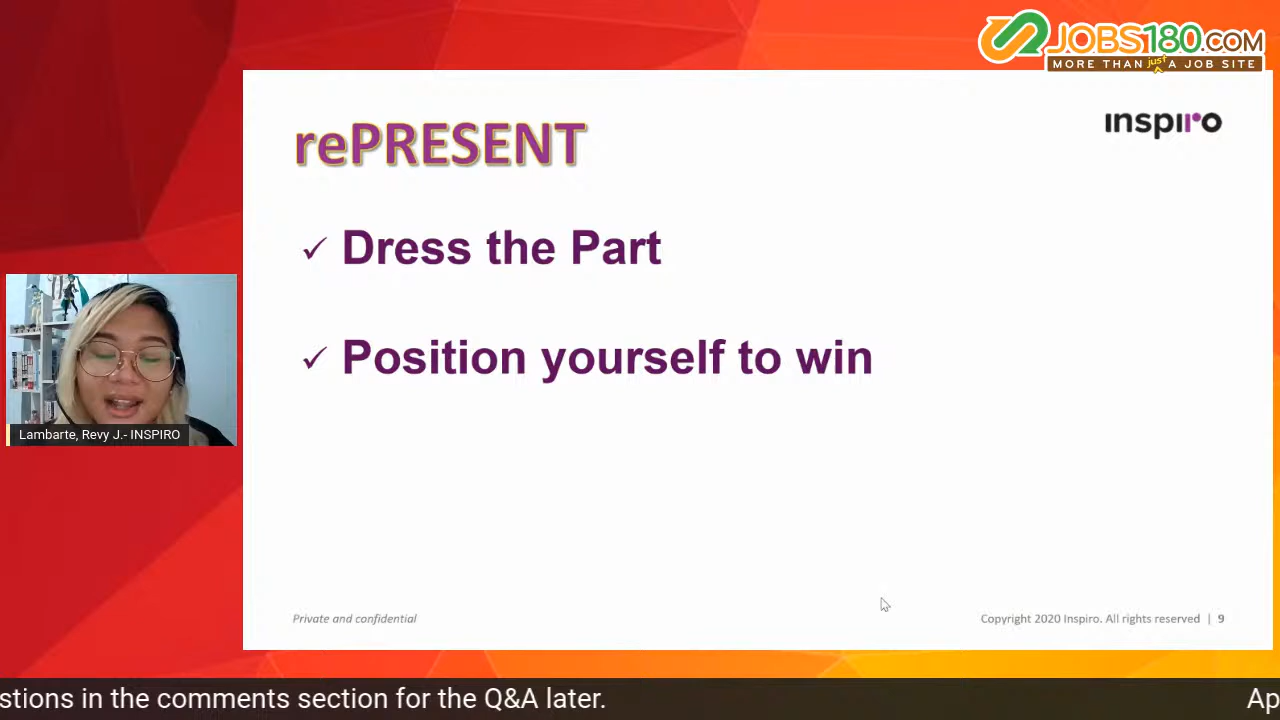 JOBS180.COM
MORE THAN just A JOB SITE
rePRESENT
inspiro
✓ Dress the Part
✓ Position yourself to win
Lambarte, Revy J.- INSPIRO
Private and confidential
Copyright 2020 Inspiro. All rights reserved | 9
stions in the comments section for the Q&A later.
Ap